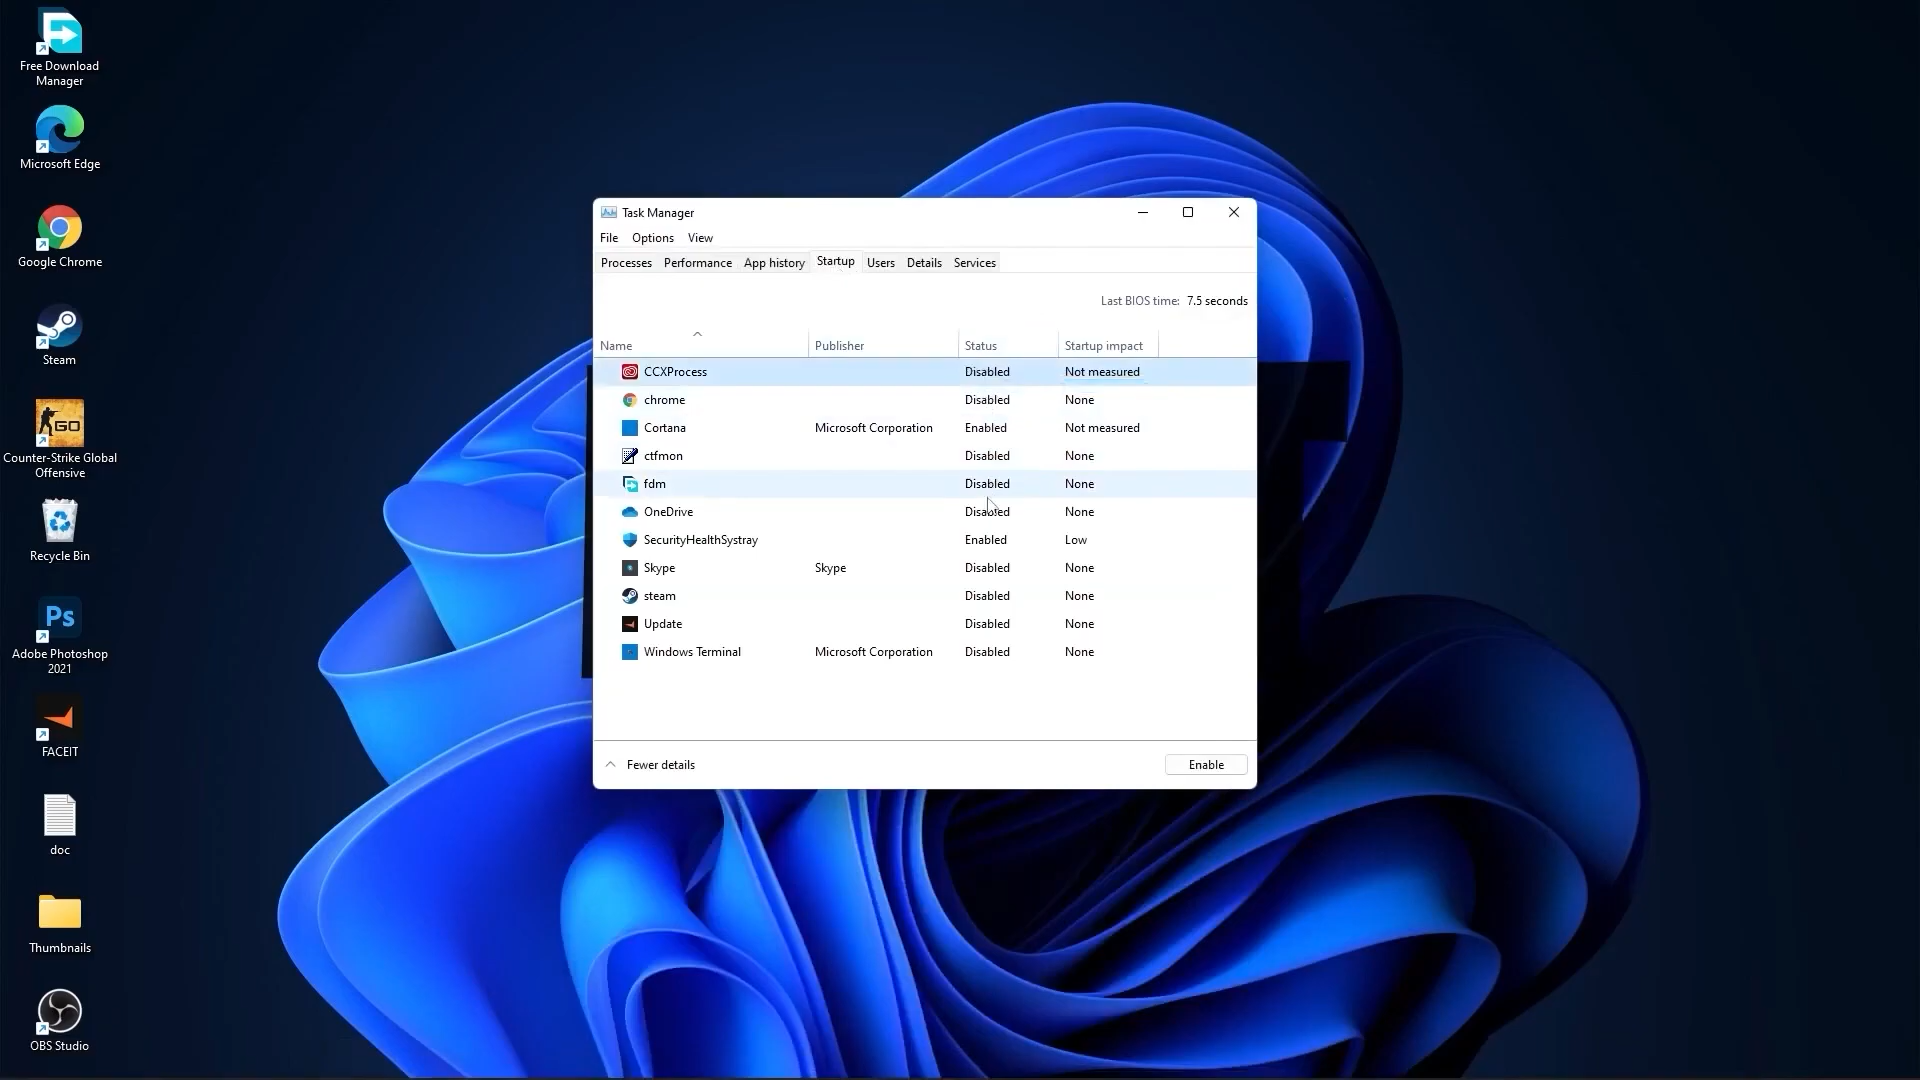 Free Download
Manager
Microsoft Edge
Google Chrome
Steam
GO
Counter-Strike Global
Offensive
Recycle Bin
Ps
Adobe Photoshop
2021
FACEIT
doc
Thumbnails
OBS Studio
Task Manager
File Options View
Processes Performance App history Startup Users Details Services
Last BIOS time: 7.5 seconds
Name Publisher Status Startup impact
CCXProcess Disabled Not measured
chrome Disabled None
Cortana Microsoft Corporation Enabled Not measured
ctfmon Disabled None
fdm Disabled None
OneDrive Disabled None
SecurityHealthSystray Enabled Low
Skype Skype Disabled None
steam Disabled None
Update Disabled None
Windows Terminal Microsoft Corporation Disabled None
Fewer details Enable